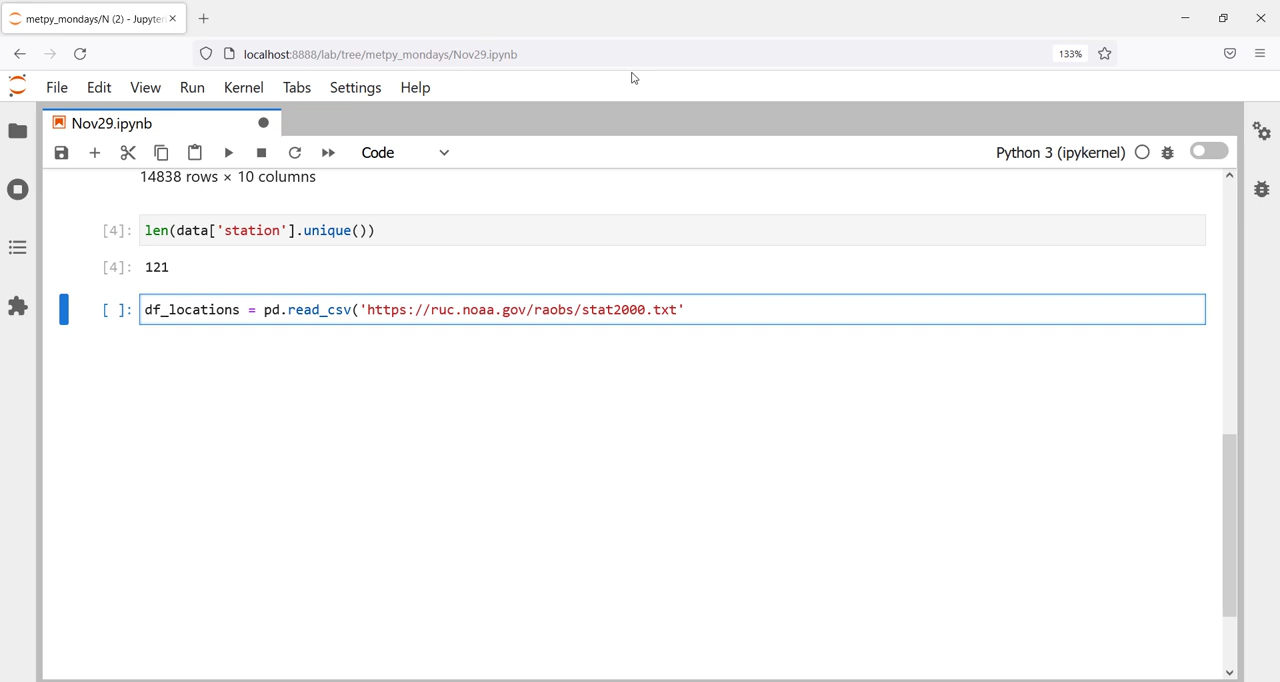 metpy_mondays/N (2) - Jupyter
localhost:8888/lab/tree/metpy_mondays/Nov29.ipynb
133%
File Edit View Run Kernel Tabs Settings Help
Nov29.ipynb
Code
Python 3 (ipykernel)
14838 rows × 10 columns
[4]: len(data['station'].unique())
[4]: 121
[ ]: df_locations = pd.read_csv('https://ruc.noaa.gov/raobs/stat2000.txt'